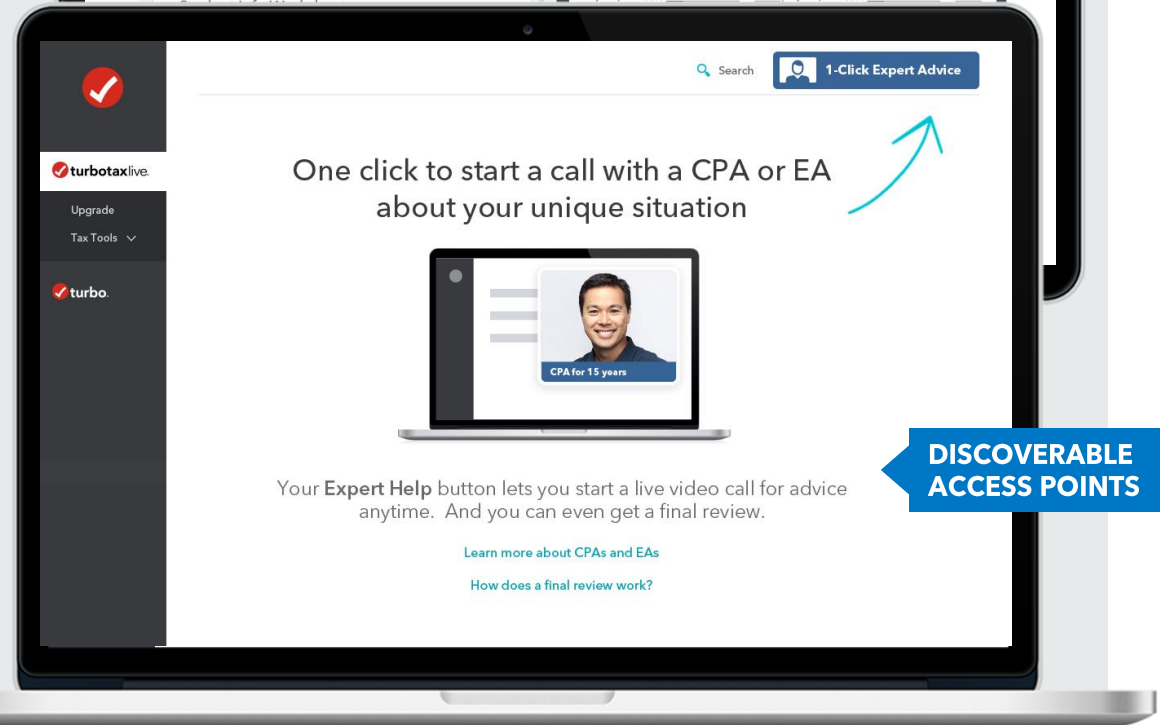 Search
1-Click Expert Advice
turbotaxlive.
Upgrade
Tax Tools
turbo.
One click to start a call with a CPA or EA
about your unique situation
CPA for 15 years
Your Expert Help button lets you start a live video call for advice
anytime. And you can even get a final review.
Learn more about CPAs and EAs
How does a final review work?
DISCOVERABLE
ACCESS POINTS